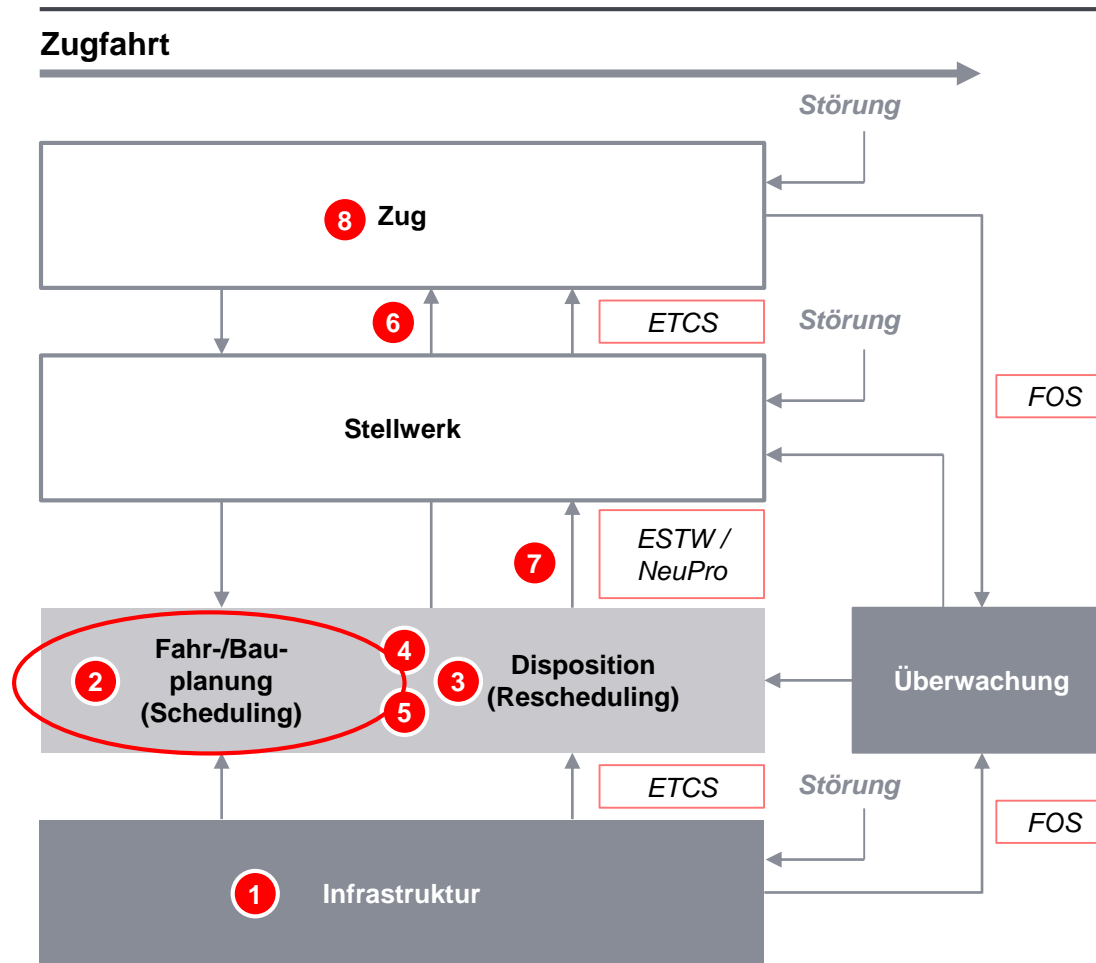 Zugfahrt
Störung
8
Zug
6
ETCS
Störung
FOS
Stellwerk
7
ESTW /
NeuPro
2
Fahr-/Bau-
planung
(Scheduling)
4
5
3
Disposition
(Rescheduling)
Überwachung
ETCS
Störung
FOS
1
Infrastruktur